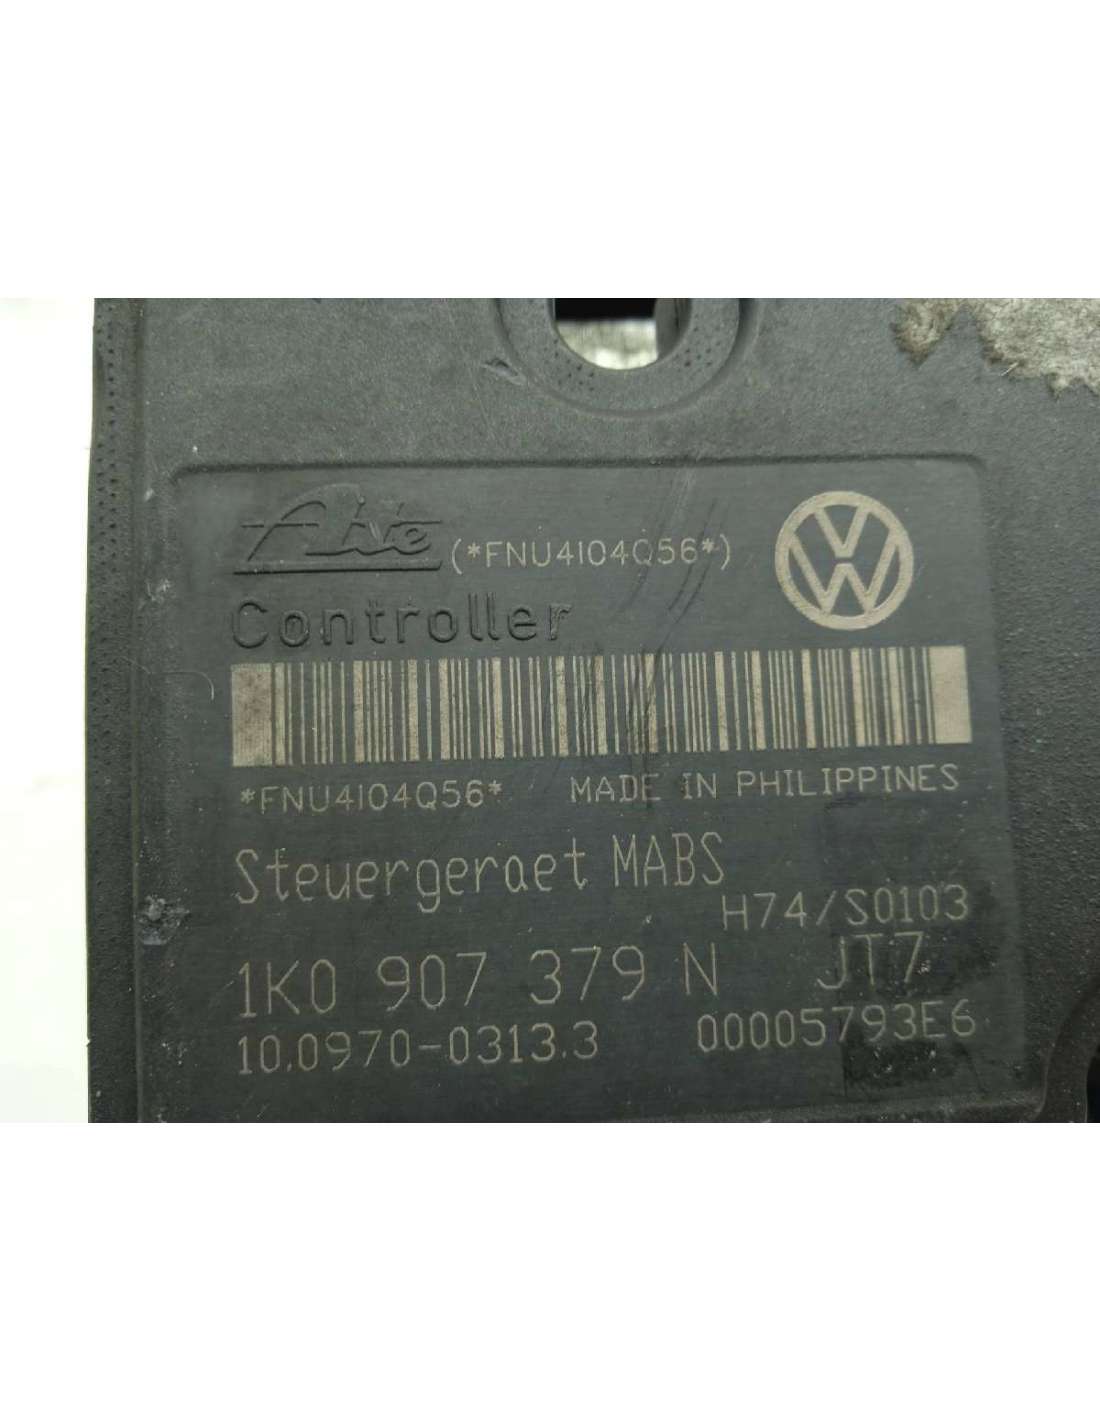 Ate (*FNU4I04Q56*)
Controller
*FNU4I04Q56* MADE IN PHILIPPINES
Steuergeraet MABS
H74/S0103
1K0 907 379 N JT7
10.0970-0313.3 00005793E6